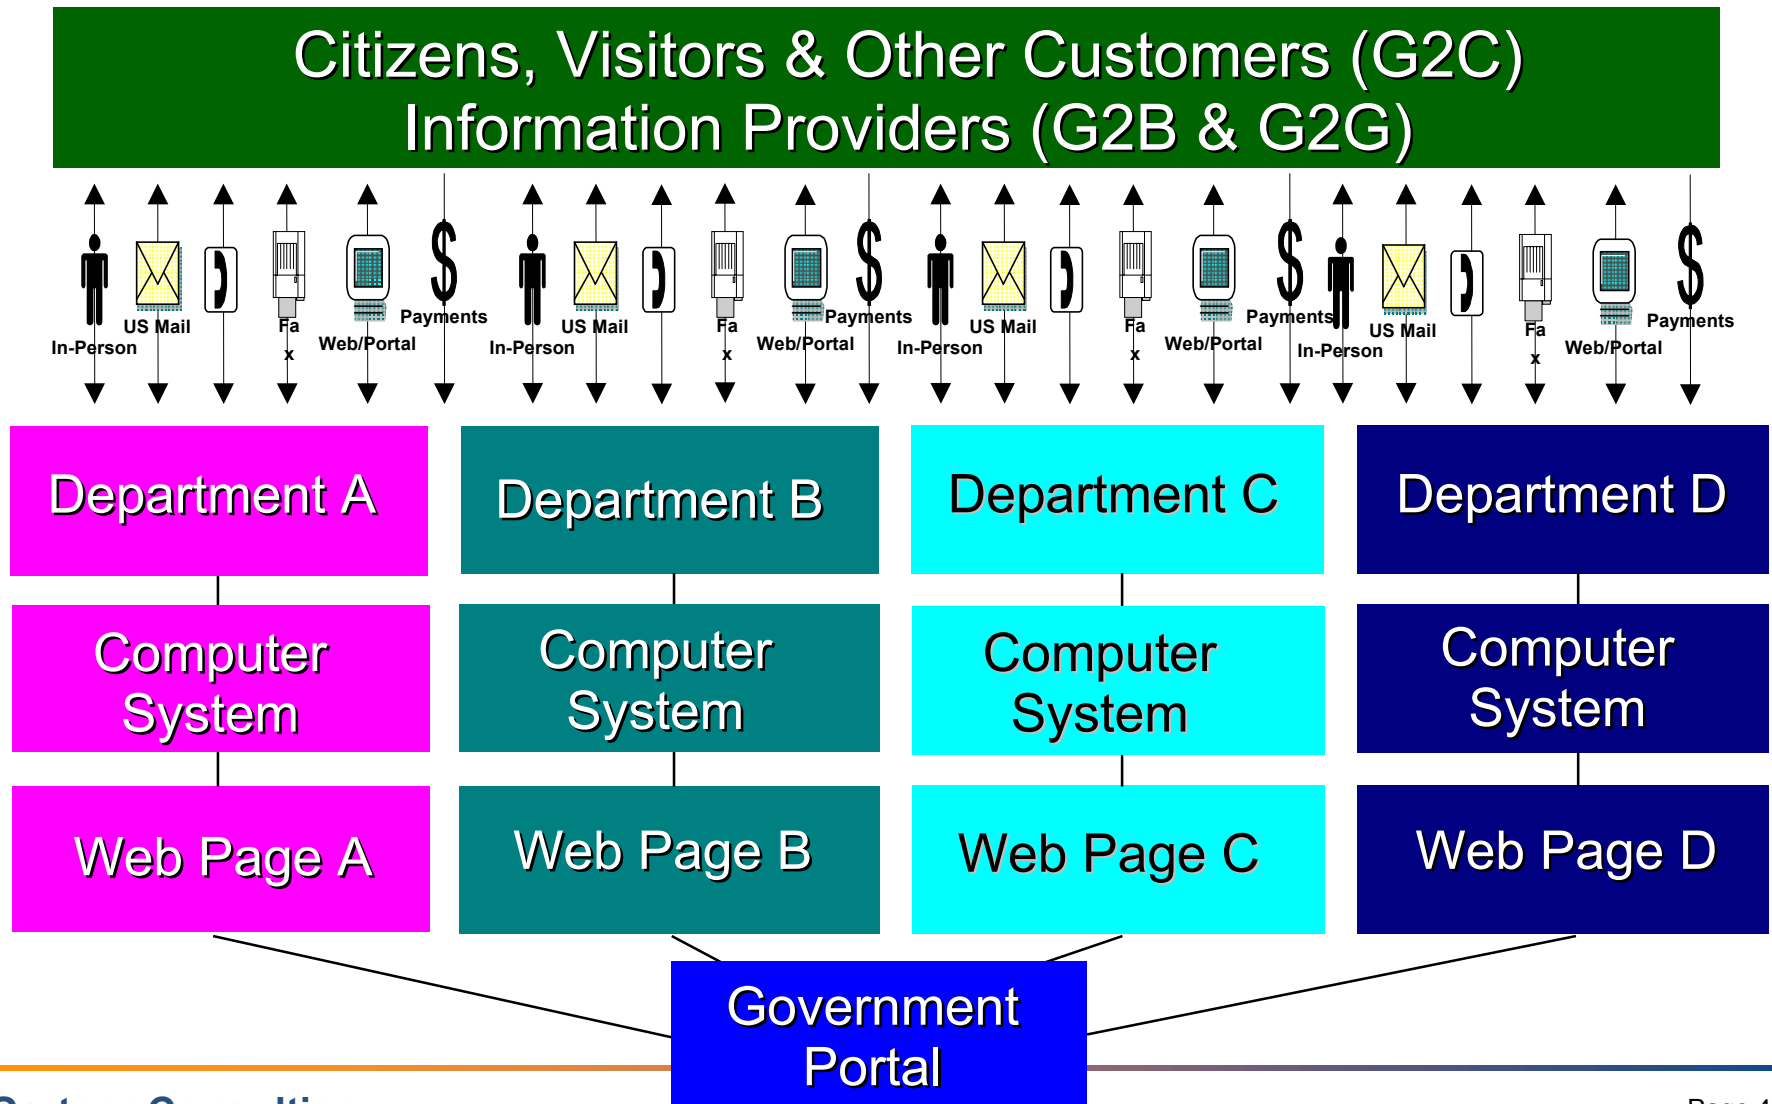 Citizens, Visitors & Other Customers (G2C)
Information Providers (G2B & G2G)
In-Person
US Mail
Fa
x
Web/Portal
Payments
In-Person
US Mail
Fa
x
Web/Portal
Payments
In-Person
US Mail
Fa
x
Web/Portal
Payments
In-Person
US Mail
Fa
x
Web/Portal
Payments
Department A
Department B
Department C
Department D
Computer
System
Computer
System
Computer
System
Computer
System
Web Page A
Web Page B
Web Page C
Web Page D
Government
Portal
Page 4